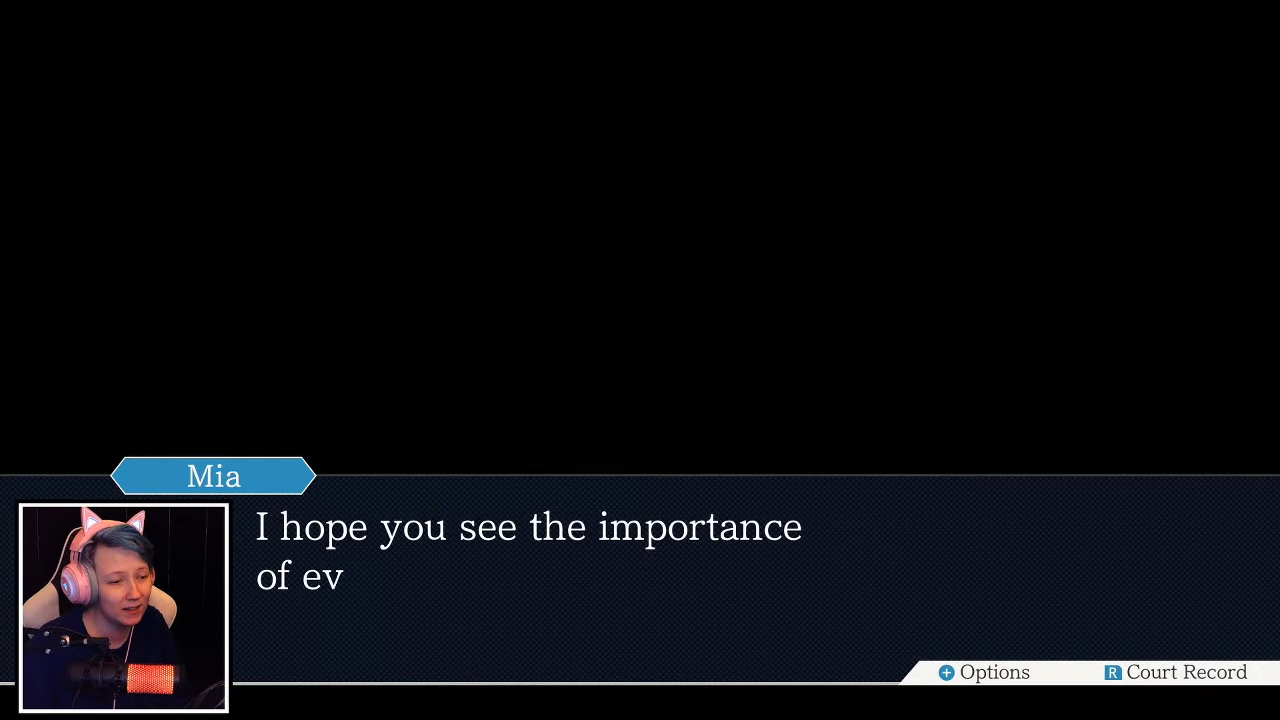 Mia
I hope you see the importance
of ev
+ Options
R Court Record